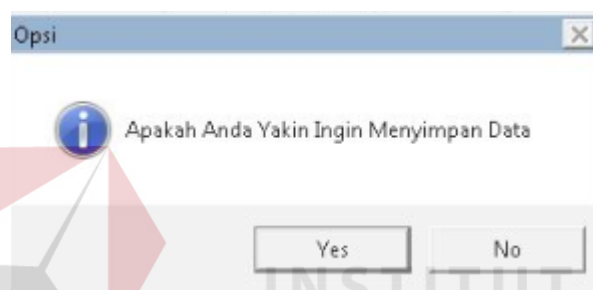 Opsi
Apakah Anda Yakin Ingin Menyimpan Data
Yes
No
INSTITUT